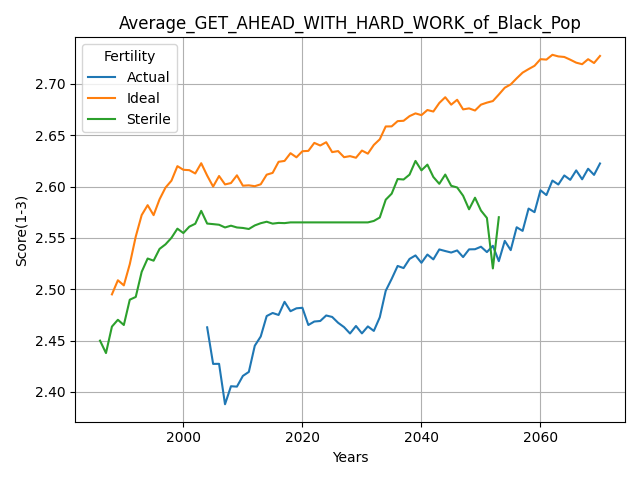 Average_GET_AHEAD_WITH_HARD_WORK_of_Black_Pop
Fertility
Actual
Ideal
Sterile
2.70
2.65
2.60
2.55
2.50
2.45
2.40
Score(1-3)
2000
2020
2040
2060
Years